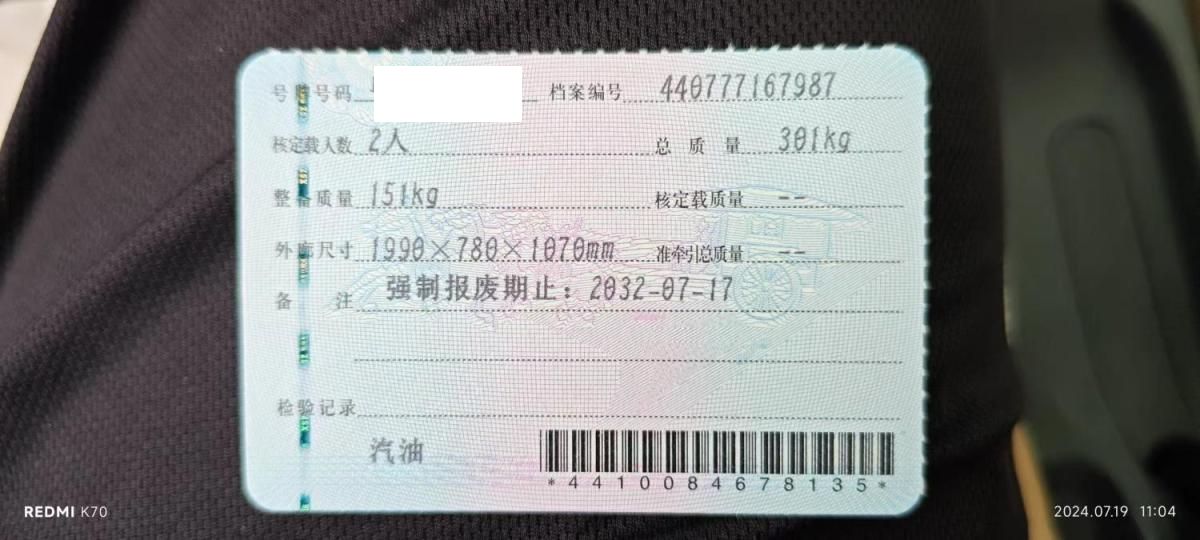 号牌号码 档案编号 440777167987
核定载人数 2人 总质量 301kg
整备质量 151kg 核定载质量 --
外廓尺寸 1990×780×1070mm 准牵引总质量 --
备注 强制报废期止：2032-07-17
检验记录
汽油
*4410084678135*
REDMI K70
2024.07.19 11:04